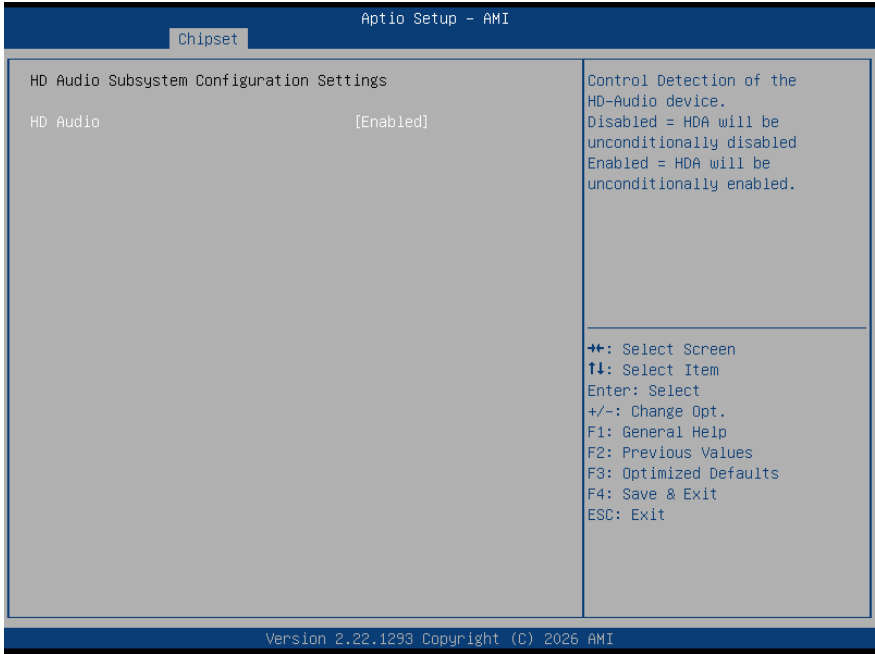 Aptio Setup – AMI
Chipset
HD Audio Subsystem Configuration Settings
HD Audio [Enabled]
Control Detection of the
HD-Audio device.
Disabled = HDA will be
unconditionally disabled
Enabled = HDA will be
unconditionally enabled.
→←: Select Screen
↑↓: Select Item
Enter: Select
+/-: Change Opt.
F1: General Help
F2: Previous Values
F3: Optimized Defaults
F4: Save & Exit
ESC: Exit
Version 2.22.1293 Copyright (C) 2026 AMI